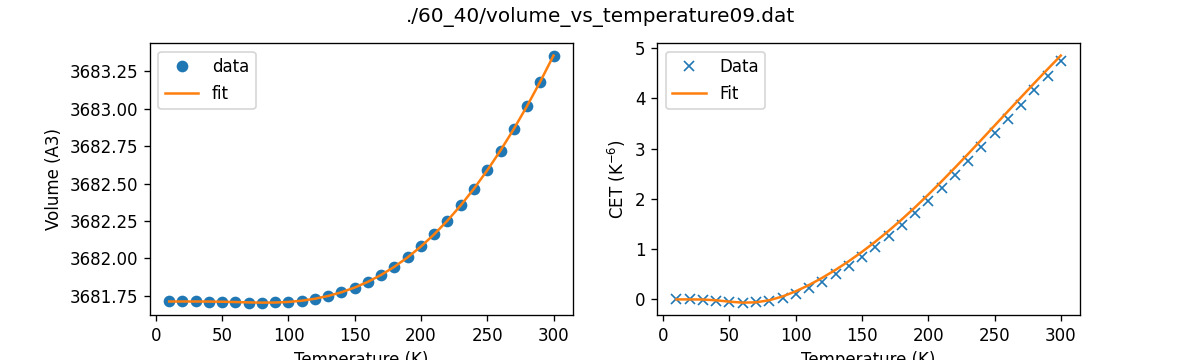 ./60_40/volume_vs_temperature09.dat
data
fit
Volume (A3)
3683.25
3683.00
3682.75
3682.50
3682.25
3682.00
3681.75
0 50 100 150 200 250 300
Temperature (K)
Data
Fit
CET (K⁻⁶)
5
4
3
2
1
0
0 50 100 150 200 250 300
Temperature (K)